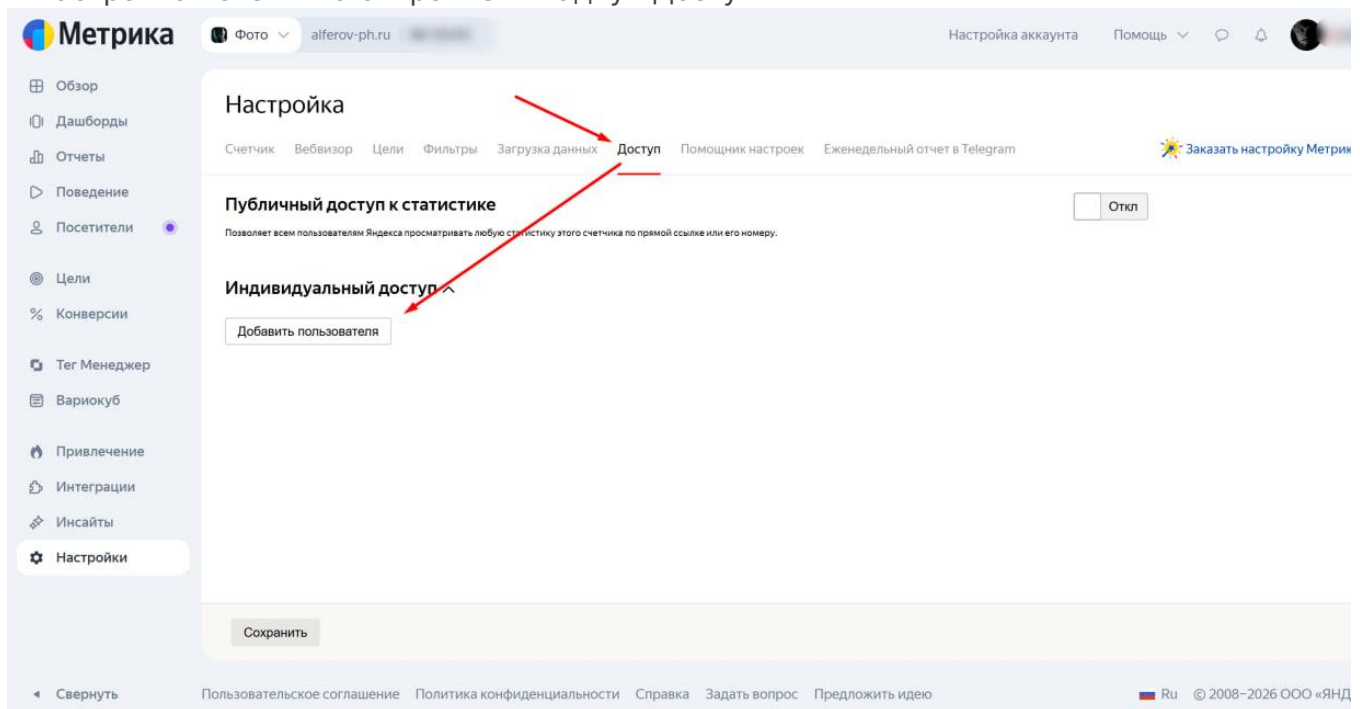 Метрика
Фото
alferov-ph.ru
Настройка аккаунта
Помощь
Обзор
Дашборды
Отчеты
Поведение
Посетители
Цели
Конверсии
Тег Менеджер
Вариокуб
Привлечение
Интеграции
Инсайты
Настройки
Свернуть
Настройка
Счетчик Вебвизор Цели Фильтры Загрузка данных Доступ Помощник настроек Еженедельный отчет в Telegram
Заказать настройку Метрик
Публичный доступ к статистике
Откл
Позволяет всем пользователям Яндекса просматривать любую статистику этого счетчика по прямой ссылке или его номеру.
Индивидуальный доступ
Добавить пользователя
Сохранить
Пользовательское соглашение Политика конфиденциальности Справка Задать вопрос Предложить идею
Ru © 2008–2026 ООО «ЯНД